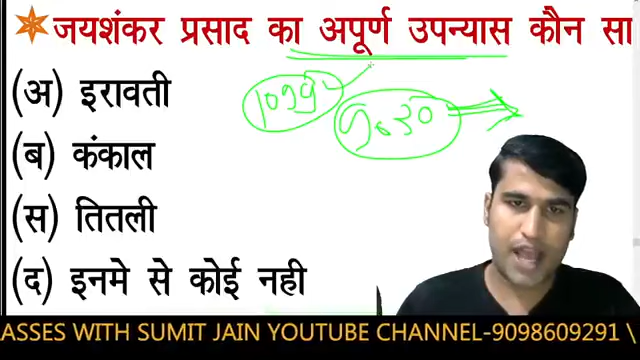 जयशंकर प्रसाद का अपूर्ण उपन्यास कौन सा
(अ) इरावती
(ब) कंकाल
(स) तितली
(द) इनमे से कोई नही
ASSES WITH SUMIT JAIN YOUTUBE CHANNEL-9098609291 \